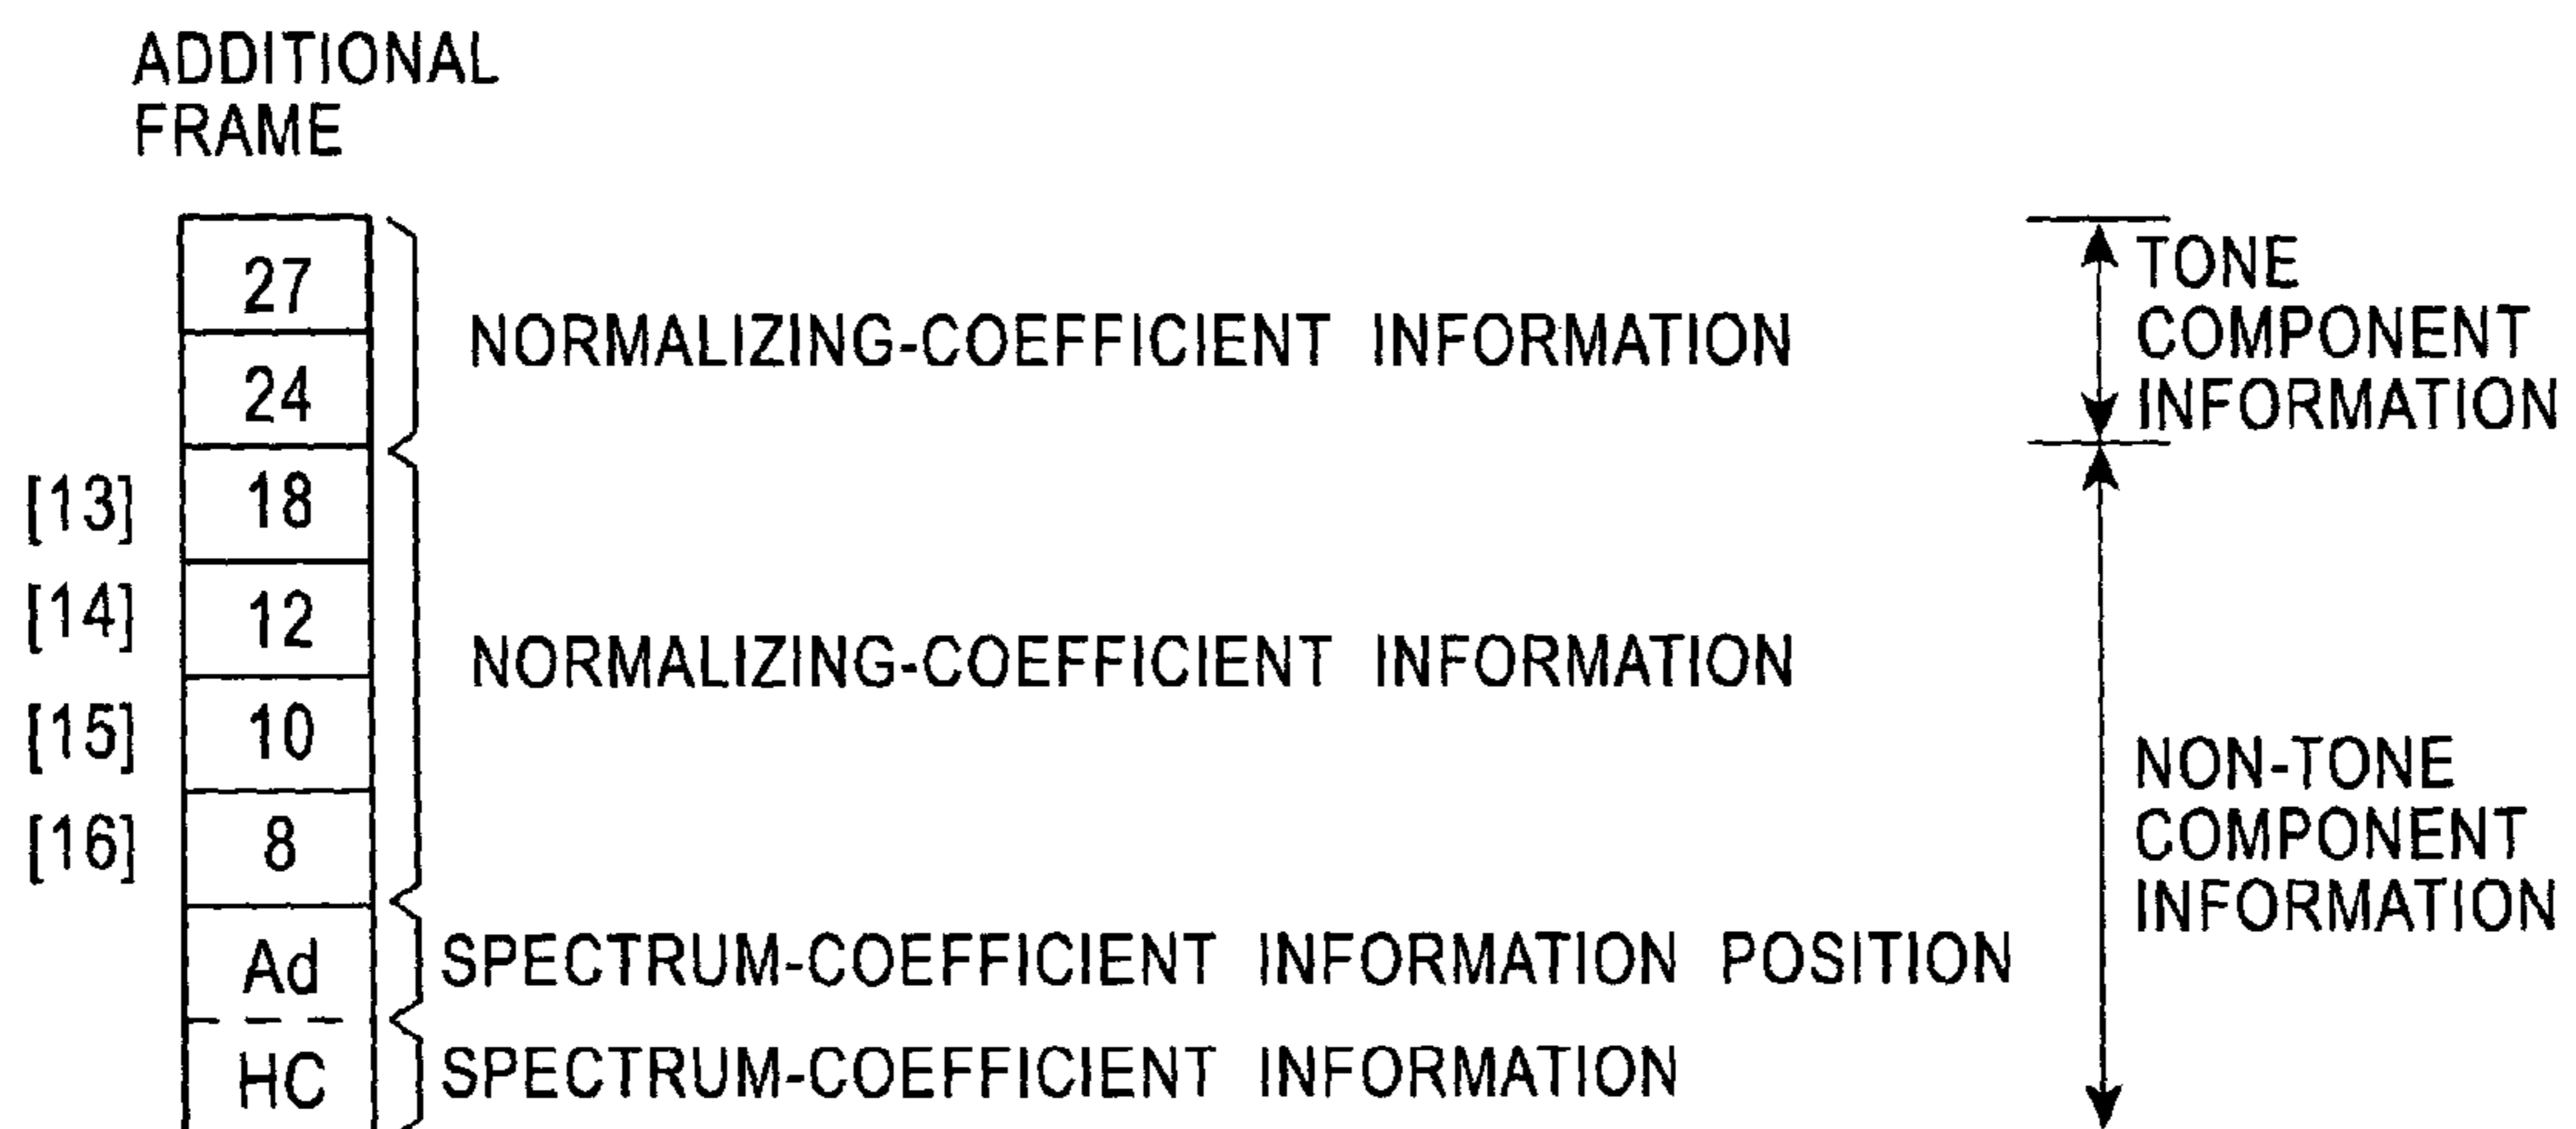 ADDITIONAL
FRAME
27
24
NORMALIZING-COEFFICIENT INFORMATION
TONE
COMPONENT
INFORMATION
[13] 18
[14] 12
[15] 10
[16] 8
NORMALIZING-COEFFICIENT INFORMATION
NON-TONE
COMPONENT
INFORMATION
Ad SPECTRUM-COEFFICIENT INFORMATION POSITION
HC SPECTRUM-COEFFICIENT INFORMATION